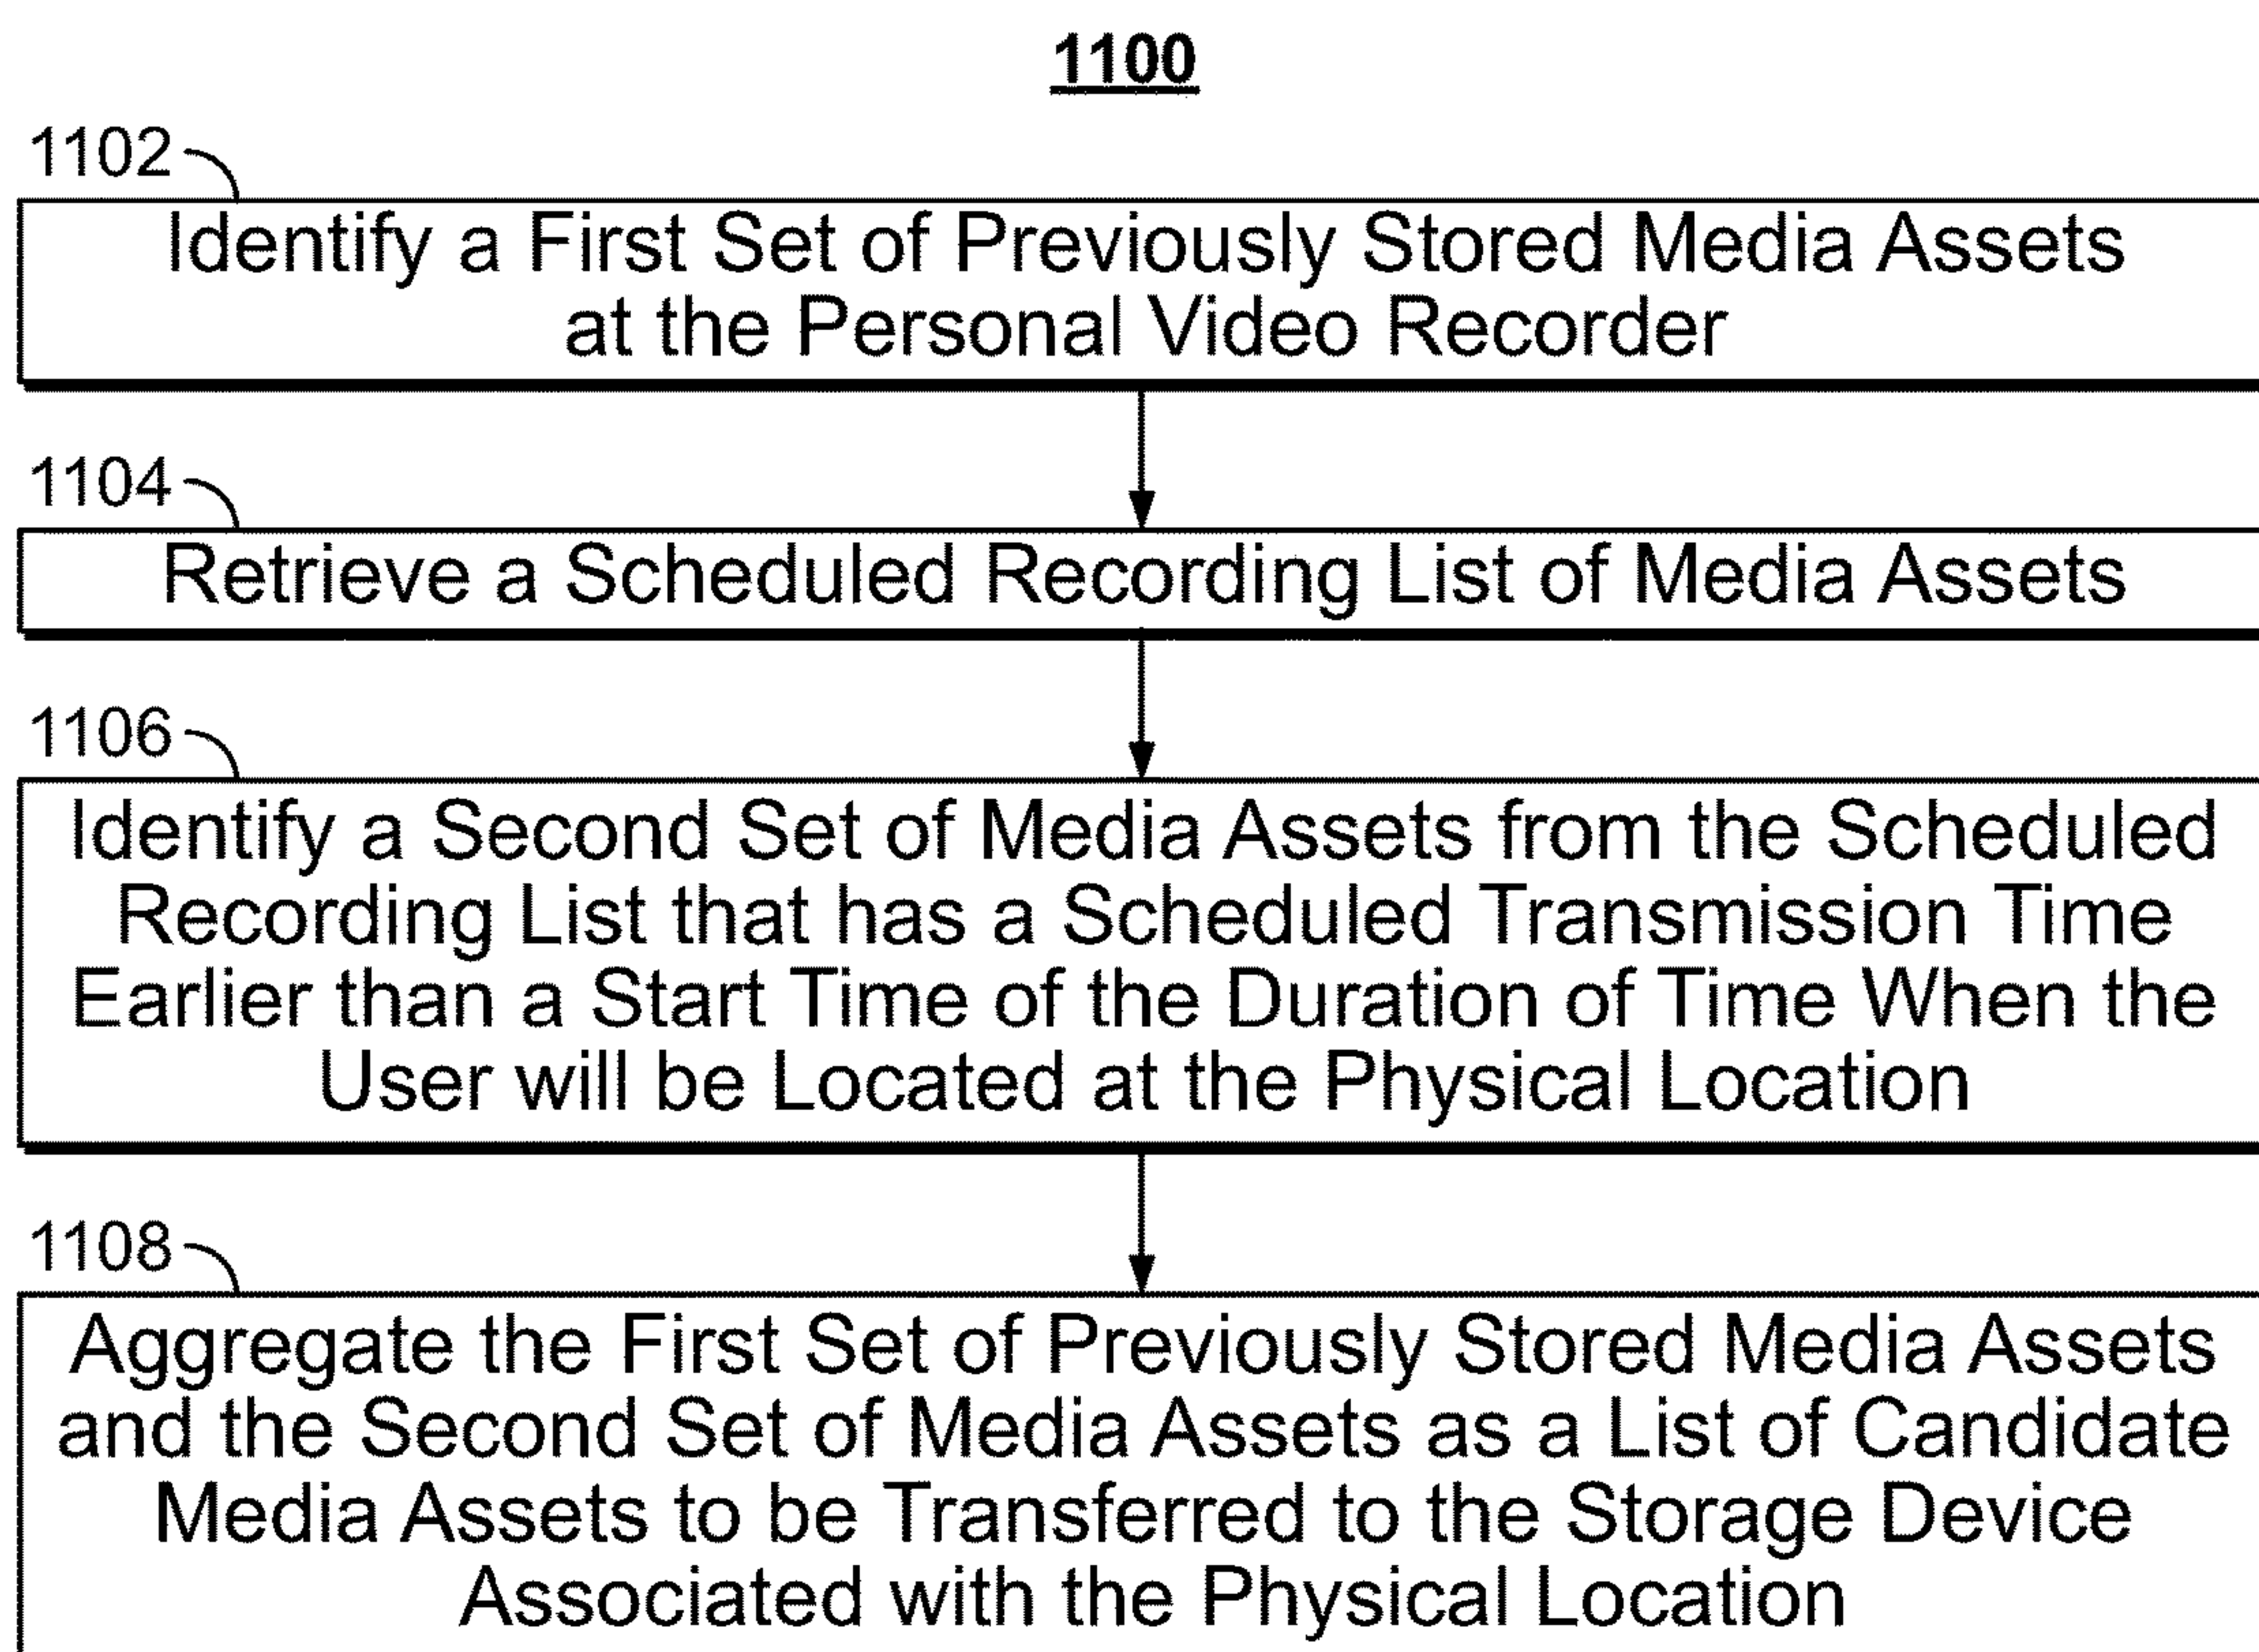 1100
1102
Identify a First Set of Previously Stored Media Assets
at the Personal Video Recorder
1104
Retrieve a Scheduled Recording List of Media Assets
1106
Identify a Second Set of Media Assets from the Scheduled
Recording List that has a Scheduled Transmission Time
Earlier than a Start Time of the Duration of Time When the
User will be Located at the Physical Location
1108
Aggregate the First Set of Previously Stored Media Assets
and the Second Set of Media Assets as a List of Candidate
Media Assets to be Transferred to the Storage Device
Associated with the Physical Location